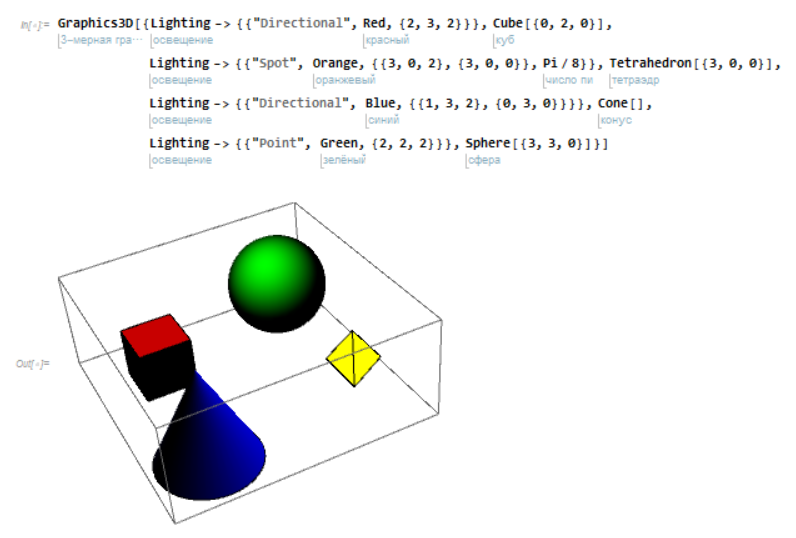 In[◦]:= Graphics3D[{Lighting -> {{"Directional", Red, {2, 3, 2}}}, Cube[{0, 2, 0}],
3-мерная гра⋯ освещение красный куб
Lighting -> {{"Spot", Orange, {{3, 0, 2}, {3, 0, 0}}, Pi / 8}}, Tetrahedron[{3, 0, 0}],
освещение оранжевый число пи тетраэдр
Lighting -> {{"Directional", Blue, {{1, 3, 2}, {0, 3, 0}}}}, Cone[],
освещение синий конус
Lighting -> {{"Point", Green, {2, 2, 2}}}, Sphere[{3, 3, 0}]}]
освещение зелёный сфера
Out[◦]=